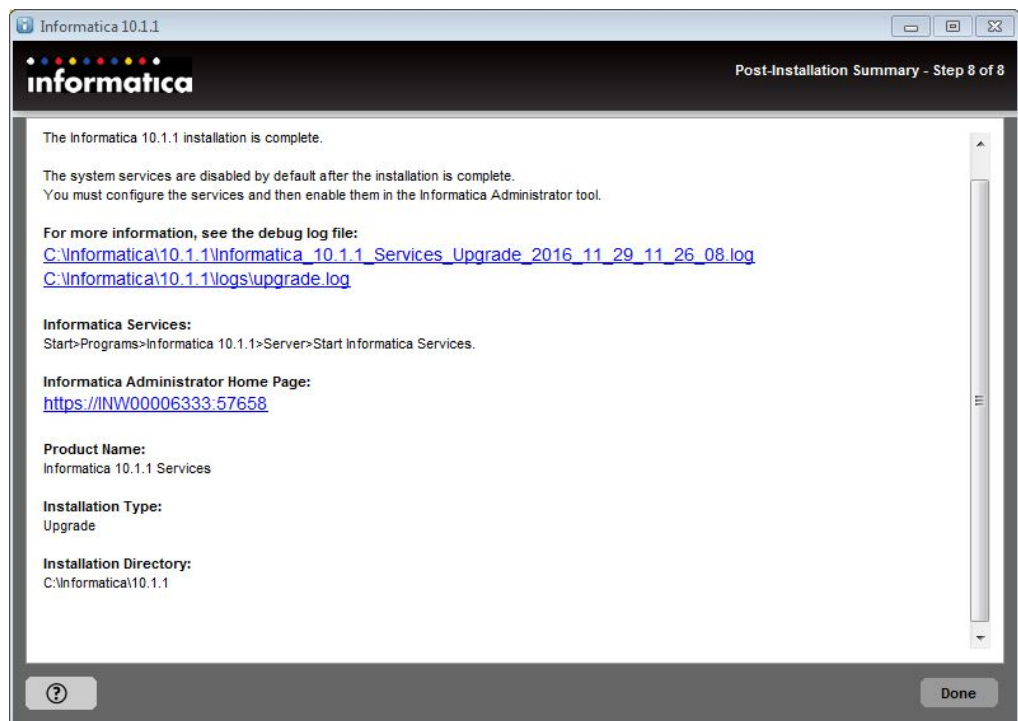 Informatica 10.1.1
informatica
Post-Installation Summary - Step 8 of 8
The Informatica 10.1.1 installation is complete.
The system services are disabled by default after the installation is complete.
You must configure the services and then enable them in the Informatica Administrator tool.
For more information, see the debug log file:
C:\Informatica\10.1.1\Informatica_10.1.1_Services_Upgrade_2016_11_29_11_26_08.log
C:\Informatica\10.1.1\logs\upgrade.log
Informatica Services:
Start>Programs>Informatica 10.1.1>Server>Start Informatica Services.
Informatica Administrator Home Page:
https://INW00006333:57658
Product Name:
Informatica 10.1.1 Services
Installation Type:
Upgrade
Installation Directory:
C:\Informatica\10.1.1
?
Done